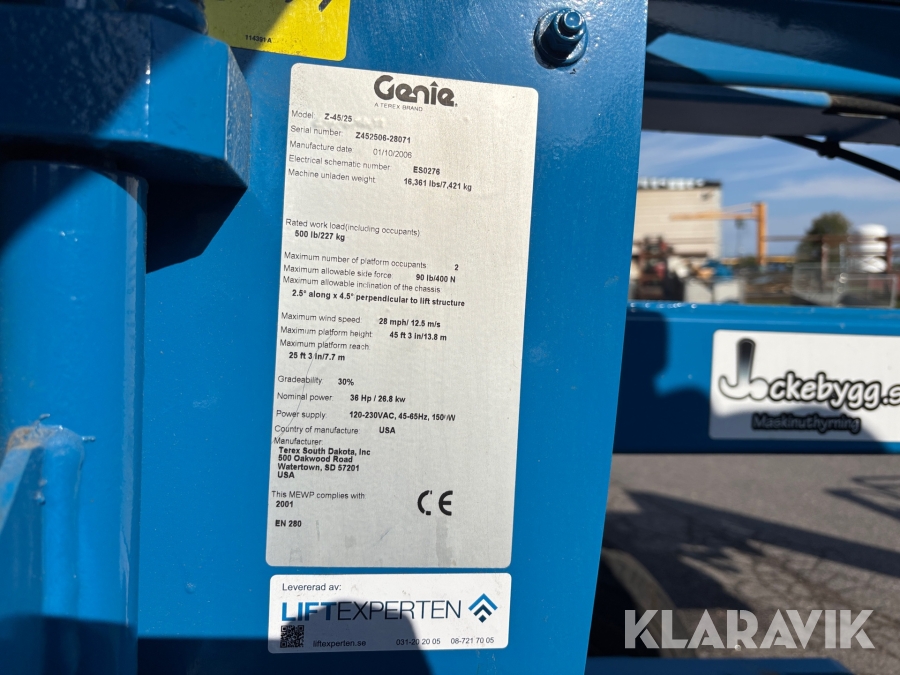 114391A
Genie
A TEREX BRAND
Model Z-45/25
Serial number Z452506-28071
Manufacture date 01/10/2006
Electrical schematic number ES0276
Machine unladen weight 16,361 lbs/7,421 kg
Rated work load(including occupants)
500 lb/227 kg
Maximum number of platform occupants 2
Maximum allowable side force 90 lb/400 N
Maximum allowable inclination of the chassis
2.5° along x 4.5° perpendicular to lift structure
Maximum wind speed 28 mph/ 12.5 m/s
Maximum platform height 45 ft 3 in/13.8 m
Maximum platform reach
25 ft 3 in/7.7 m
Gradeability 30%
Nominal power 36 Hp / 26.8 kw
Power supply 120-230VAC, 45-65Hz, 150W
Country of manufacture USA
Manufacturer
Terex South Dakota, Inc
500 Oakwood Road
Watertown, SD 57201
USA
This MEWP complies with
2001
CE
EN 280
Levererad av:
LIFTEXPERTEN
liftexperten.se 031-20 20 05 08-721 70 05
Jockebygg.s
Maskinuthyrning
KLARAVIK